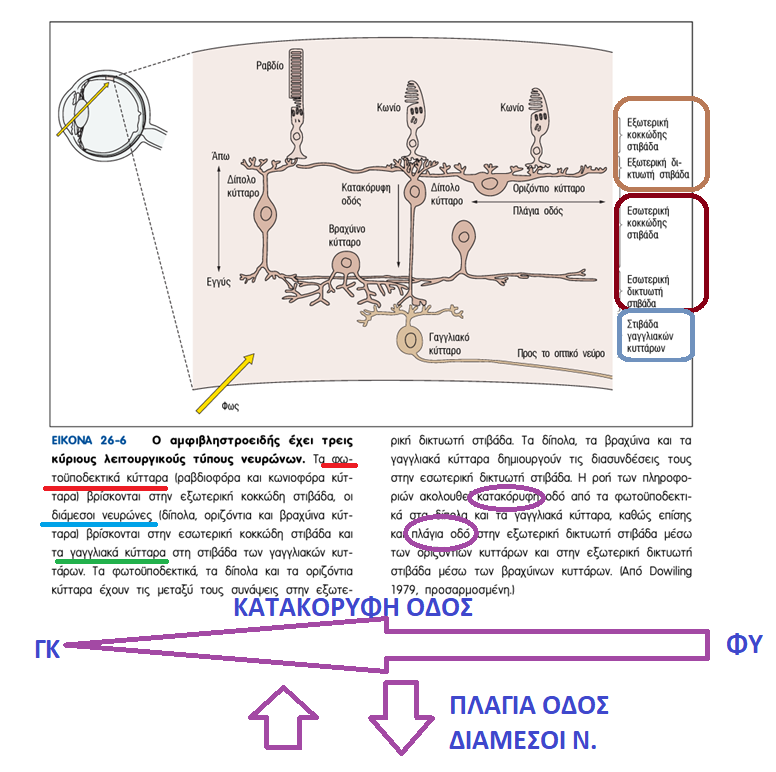 Ραβδίο
Κωνίο
Κωνίο
Εξωτερική
κοκκώδης
στιβάδα
Εξωτερική δι-
κτυωτή στιβάδα
Άπω
Δίπολο
κύτταρο
Κατακόρυφη
οδός
Δίπολο
κύτταρο
Οριζόντιο κύτταρο
Πλάγια οδός
Εσωτερική
κοκκώδης
στιβάδα
Βραχύινο
κύτταρο
Εγγύς
Εσωτερική
δικτυωτή
στιβάδα
Στιβάδα
γαγγλιακών
κυττάρων
Γαγγλιακό
κύτταρο
Προς το οπτικό νεύρο
Φως
ΕΙΚΟΝΑ 26-6 Ο αμφιβληστροειδής έχει τρεις
κύριους λειτουργικούς τύπους νευρώνων. Τα φω-
τοϋποδεκτικά κύτταρα (ραβδιοφόρα και κωνιοφόρα κύτ-
ταρα) βρίσκονται στην εξωτερική κοκκώδη στιβάδα, οι
διάμεσοι νευρώνες (δίπολα, οριζόντια και βραχύινα κύτ-
ταρα) βρίσκονται στην εσωτερική κοκκώδη στιβάδα και
τα γαγγλιακά κύτταρα στη στιβάδα των γαγγλιακών κυτ-
τάρων. Τα φωτοϋποδεκτικά, τα δίπολα και τα οριζόντια
κύτταρα έχουν τις μεταξύ τους συνάψεις στην εξωτε-
ρική δικτυωτή στιβάδα. Τα δίπολα, τα βραχύινα και τα
γαγγλιακά κύτταρα δημιουργούν τις διασυνδέσεις τους
στην εσωτερική δικτυωτή στιβάδα. Η ροή των πληροφο-
ριών ακολουθεί κατακόρυφη οδό από τα φωτοϋποδεκτι-
κά στα δίπολα και τα γαγγλιακά κύτταρα, καθώς επίσης
και πλάγια οδό στην εξωτερική δικτυωτή στιβάδα μέσω
των οριζόντιων κυττάρων και στην εξωτερική δικτυωτή
στιβάδα μέσω των βραχύινων κυττάρων. (Από Dowiling
1979, προσαρμοσμένη.)
ΚΑΤΑΚΟΡΥΦΗ ΟΔΟΣ
ΓΚ
ΦΥ
ΠΛΑΓΙΑ ΟΔΟΣ
ΔΙΑΜΕΣΟΙ Ν.